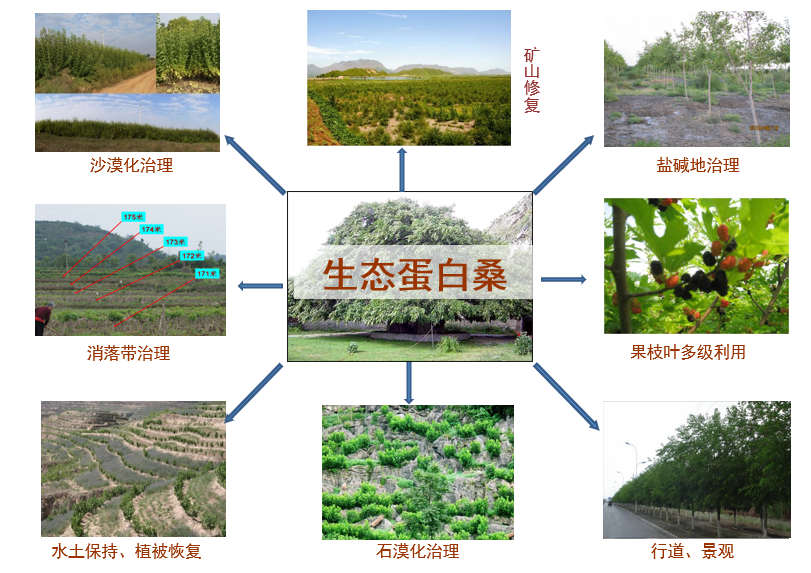 矿山修复
沙漠化治理
盐碱地治理
175米
174米
173米
172米
171米
生态蛋白桑
消落带治理
果枝叶多级利用
水土保持、植被恢复
石漠化治理
行道、景观